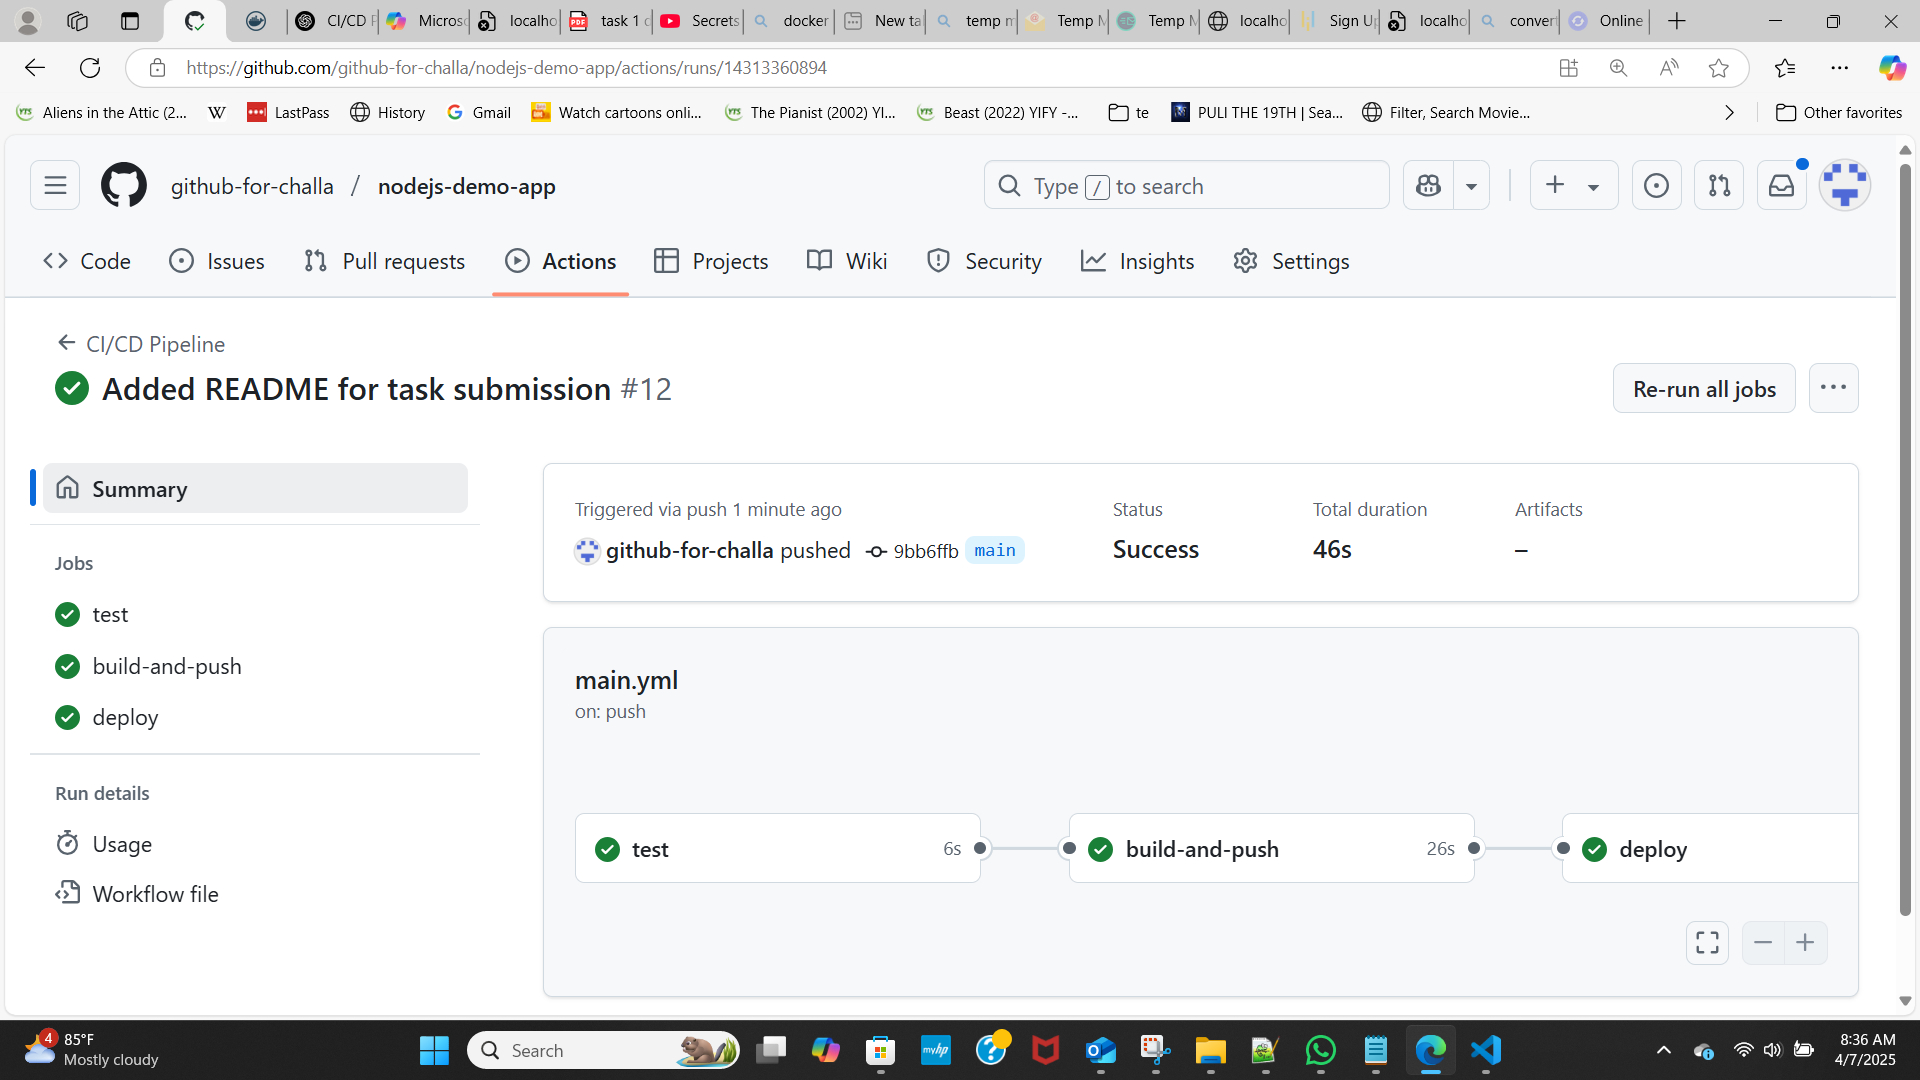 CI/CD P
Microso
localho
task 1 d
Secrets
docker
New ta
temp m
Temp M
Temp M
localho
Sign Up
localho
convert
Online
https://github.com/github-for-challa/nodejs-demo-app/actions/runs/14313360894
Aliens in the Attic (2...
W
LastPass
History
Gmail
Watch cartoons onli...
The Pianist (2002) YI...
Beast (2022) YIFY -...
te
PULI THE 19TH | Sea...
Filter, Search Movie...
Other favorites
github-for-challa / nodejs-demo-app
Type / to search
Code
Issues
Pull requests
Actions
Projects
Wiki
Security
Insights
Settings
CI/CD Pipeline
Added README for task submission #12
Re-run all jobs
Summary
Jobs
test
build-and-push
deploy
Run details
Usage
Workflow file
Triggered via push 1 minute ago
github-for-challa pushed 9bb6ffb main
Status
Success
Total duration
46s
Artifacts
–
main.yml
on: push
test 6s
build-and-push 26s
deploy
4
85°F
Mostly cloudy
Search
myhp
8:36 AM
4/7/2025